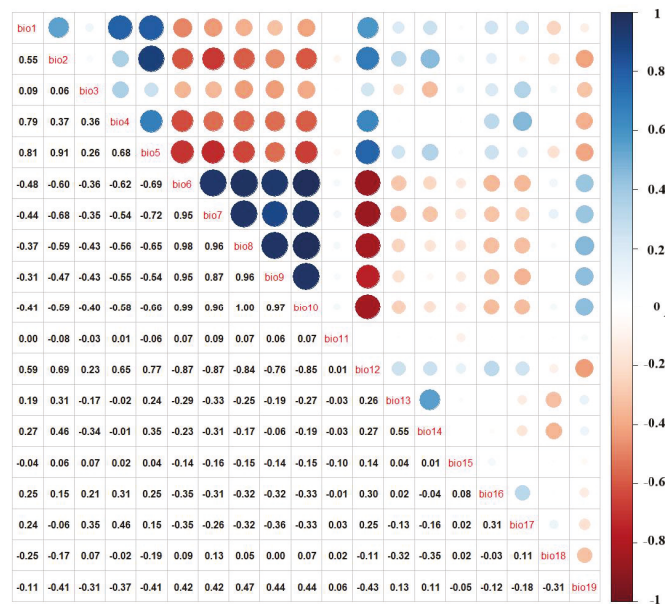 bio1 1
0.55 bio2 0.8
0.09 0.06 bio3
0.79 0.37 0.36 bio4 0.6
0.81 0.91 0.26 0.68 bio5
-0.48 -0.60 -0.36 -0.62 -0.69 bio6 0.4
-0.44 -0.68 -0.35 -0.54 -0.72 0.95 bio7
-0.37 -0.59 -0.43 -0.56 -0.65 0.98 0.96 bio8 0.2
-0.31 -0.47 -0.43 -0.55 -0.54 0.95 0.87 0.96 bio9
-0.41 -0.59 -0.40 -0.58 -0.66 0.99 0.96 1.00 0.97 bio10 0
0.00 -0.08 -0.03 0.01 -0.06 0.07 0.09 0.07 0.06 0.07 bio11
0.59 0.69 0.23 0.65 0.77 -0.87 -0.87 -0.84 -0.76 -0.85 0.01 bio12 -0.2
0.19 0.31 -0.17 -0.02 0.24 -0.29 -0.33 -0.25 -0.19 -0.27 -0.03 0.26 bio13
0.27 0.46 -0.34 -0.01 0.35 -0.23 -0.31 -0.17 -0.06 -0.19 -0.03 0.27 0.55 bio14 -0.4
-0.04 0.06 0.07 0.02 0.04 -0.14 -0.16 -0.15 -0.14 -0.15 -0.10 0.14 0.04 0.01 bio15
0.25 0.15 0.21 0.31 0.25 -0.35 -0.31 -0.32 -0.32 -0.33 -0.01 0.30 0.02 -0.04 0.08 bio16 -0.6
0.24 -0.06 0.35 0.46 0.15 -0.35 -0.26 -0.32 -0.36 -0.33 0.03 0.25 -0.13 -0.16 0.02 0.31 bio17
-0.25 -0.17 0.07 -0.02 -0.19 0.09 0.13 0.05 0.00 0.07 0.02 -0.11 -0.32 -0.35 0.02 -0.03 0.11 bio18 -0.8
-0.11 -0.41 -0.31 -0.37 -0.41 0.42 0.42 0.47 0.44 0.44 0.06 -0.43 0.13 0.11 -0.05 -0.12 -0.18 -0.31 bio19 -1